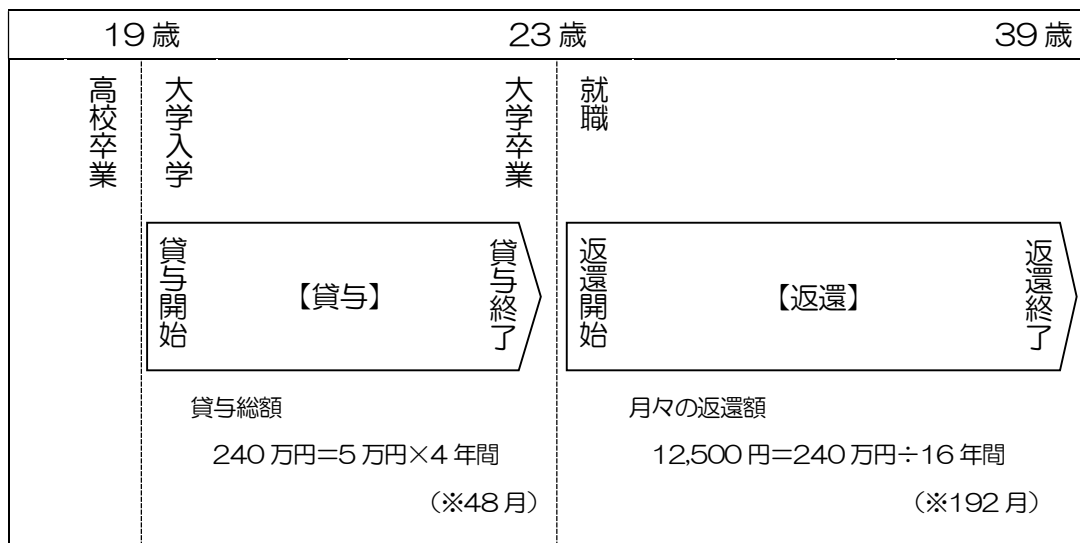 19歳
23歳
39歳
高校卒業
大学入学
大学卒業
就職
貸与開始
【貸与】
貸与終了
返還開始
【返還】
返還終了
貸与総額
240万円=5万円×4年間
（※48月）
月々の返還額
12,500円=240万円÷16年間
（※192月）